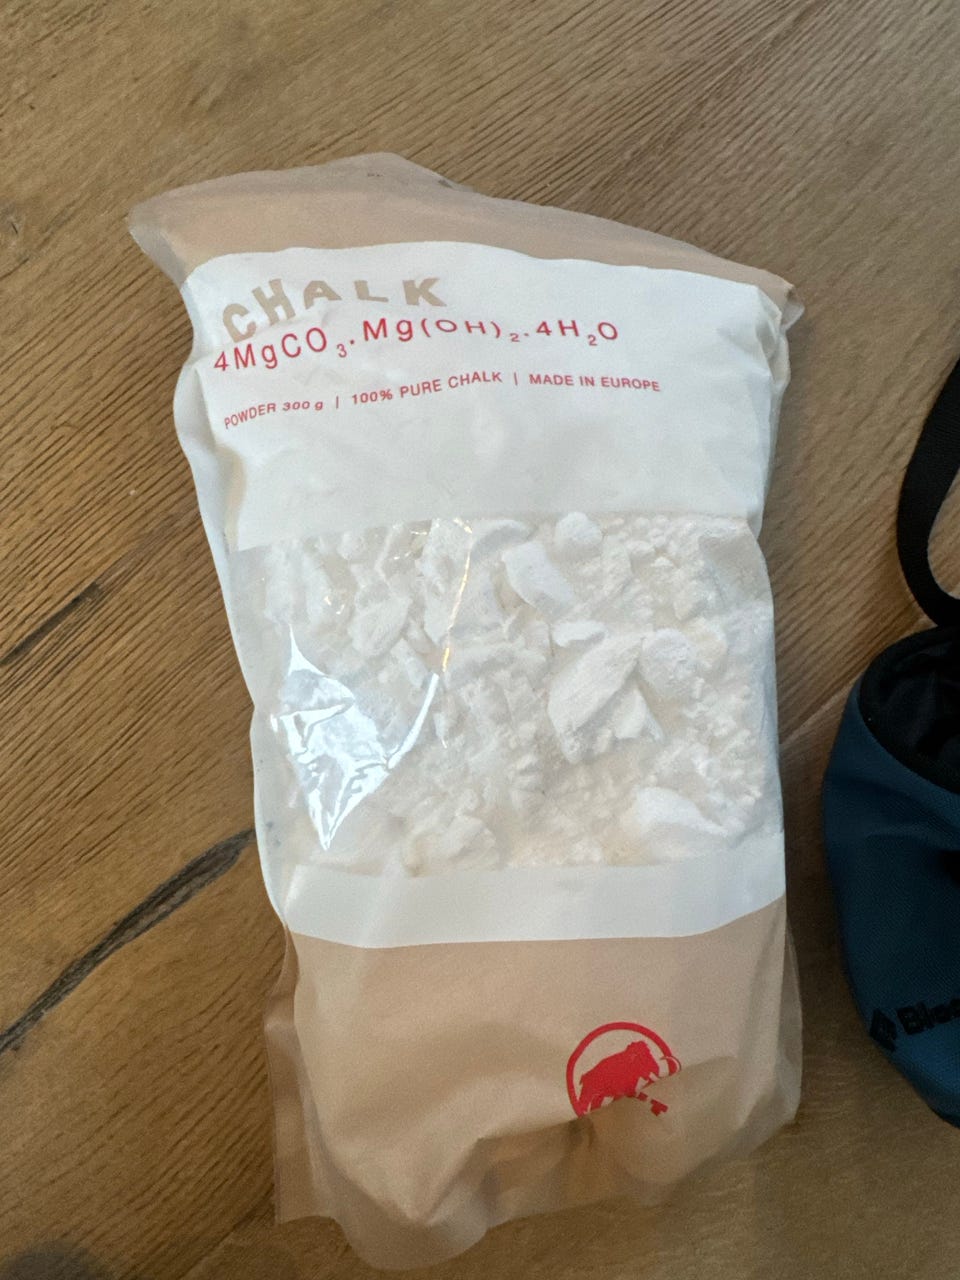 CHALK
4MgCO₃.Mg(OH)₂.4H₂O
POWDER 300 g | 100% PURE CHALK | MADE IN EUROPE